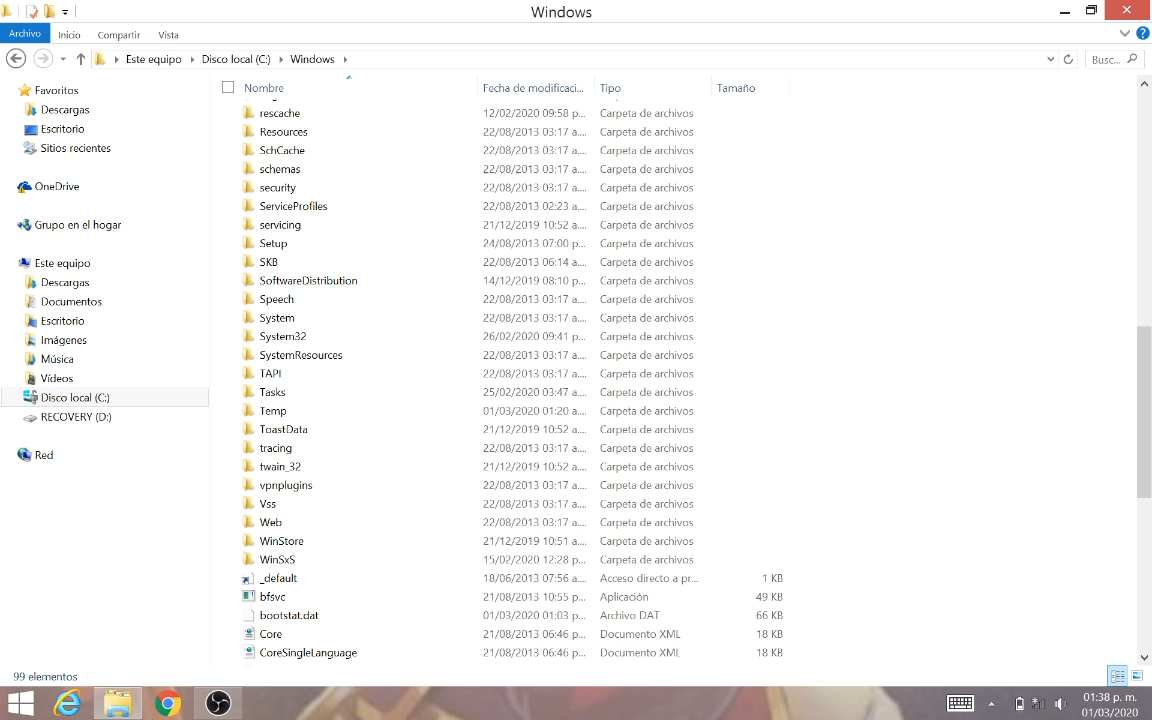 Windows
Archivo Inicio Compartir Vista
Este equipo Disco local (C:) Windows Busc...
Nombre Fecha de modificaci... Tipo Tamaño
Favoritos
Descargas
Escritorio
Sitios recientes
OneDrive
Grupo en el hogar
Este equipo
Descargas
Documentos
Escritorio
Imágenes
Música
Vídeos
Disco local (C:)
RECOVERY (D:)
Red
rescache 12/02/2020 09:58 p... Carpeta de archivos
Resources 22/08/2013 03:17 a.... Carpeta de archivos
SchCache 22/08/2013 03:17 a.... Carpeta de archivos
schemas 22/08/2013 03:17 a.... Carpeta de archivos
security 22/08/2013 03:17 a.... Carpeta de archivos
ServiceProfiles 22/08/2013 02:23 a.... Carpeta de archivos
servicing 21/12/2019 10:52 a.... Carpeta de archivos
Setup 24/08/2013 07:00 p... Carpeta de archivos
SKB 22/08/2013 06:14 a.... Carpeta de archivos
SoftwareDistribution 14/12/2019 08:10 p... Carpeta de archivos
Speech 22/08/2013 03:17 a.... Carpeta de archivos
System 22/08/2013 03:17 a.... Carpeta de archivos
System32 26/02/2020 09:41 p... Carpeta de archivos
SystemResources 22/08/2013 03:17 a.... Carpeta de archivos
TAPI 22/08/2013 03:17 a.... Carpeta de archivos
Tasks 25/02/2020 03:47 a.... Carpeta de archivos
Temp 01/03/2020 01:20 a.... Carpeta de archivos
ToastData 21/12/2019 10:52 a.... Carpeta de archivos
tracing 22/08/2013 03:17 a.... Carpeta de archivos
twain_32 21/12/2019 10:52 a.... Carpeta de archivos
vpnplugins 22/08/2013 03:17 a.... Carpeta de archivos
Vss 22/08/2013 03:17 a.... Carpeta de archivos
Web 22/08/2013 03:17 a.... Carpeta de archivos
WinStore 21/12/2019 10:51 a.... Carpeta de archivos
WinSxS 15/02/2020 12:28 p... Carpeta de archivos
_default 18/06/2013 07:56 a... Acceso directo a pr... 1 KB
bfsvc 21/08/2013 10:55 p... Aplicación 49 KB
bootstat.dat 01/03/2020 01:03 p... Archivo DAT 66 KB
Core 21/08/2013 06:46 p... Documento XML 18 KB
CoreSingleLanguage 21/08/2013 06:46 p... Documento XML 18 KB
99 elementos
01:38 p. m.
01/03/2020